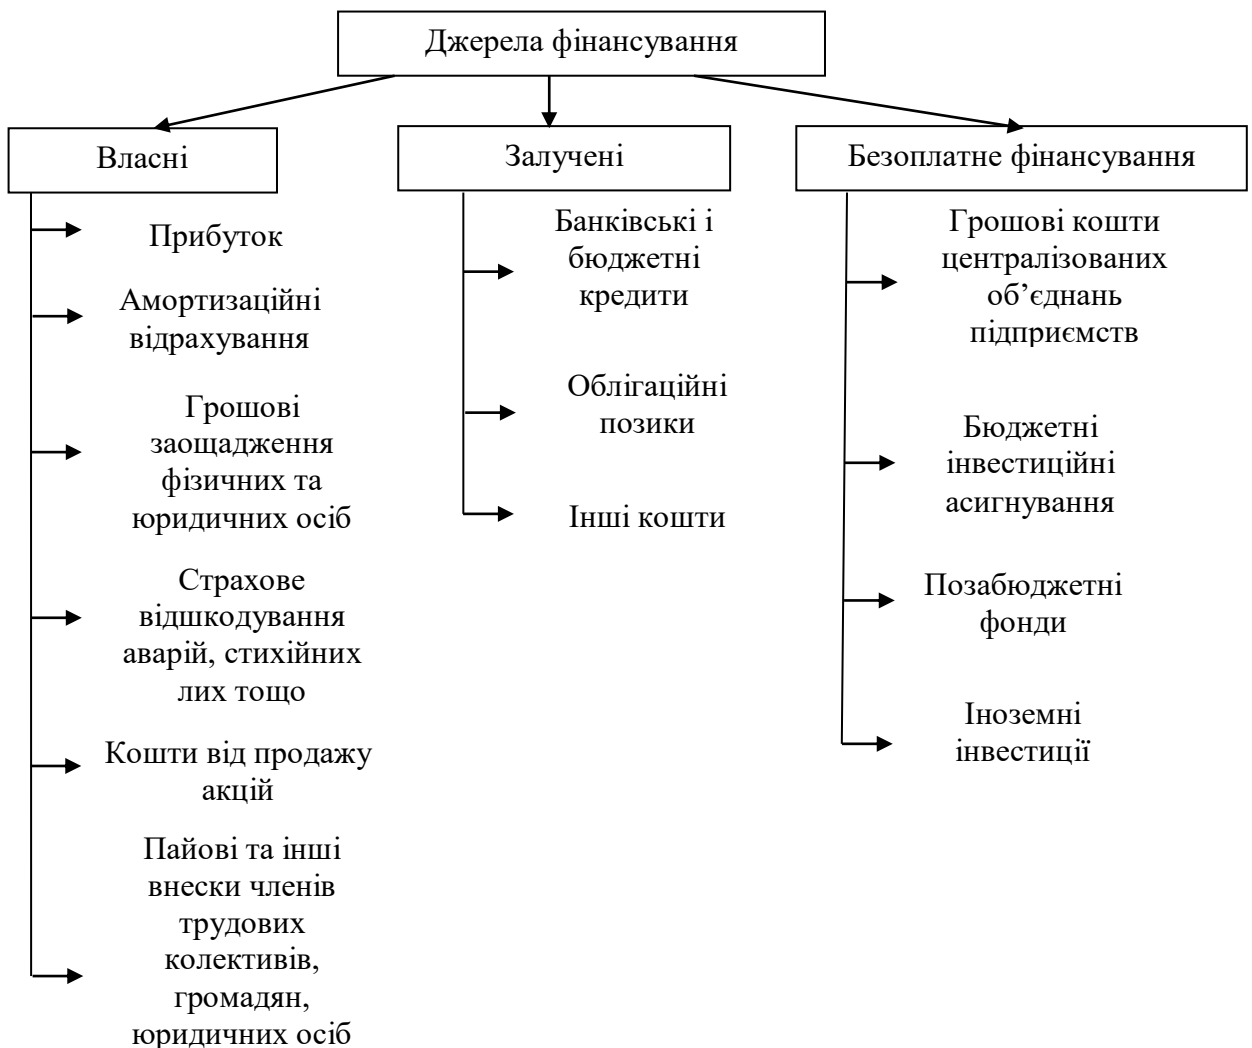 Джерела фінансування
Власні
Прибуток
Амортизаційні
відрахування
Грошові
заощадження
фізичних та
юридичних осіб
Страхове
відшкодування
аварій, стихійних
лих тощо
Кошти від продажу
акцій
Пайові та інші
внески членів
трудових
колективів,
громадян,
юридичних осіб
Залучені
Банківські і
бюджетні
кредити
Облігаційні
позики
Інші кошти
Безоплатне фінансування
Грошові кошти
централізованих
об’єднань
підприємств
Бюджетні
інвестиційні
асигнування
Позабюджетні
фонди
Іноземні
інвестиції